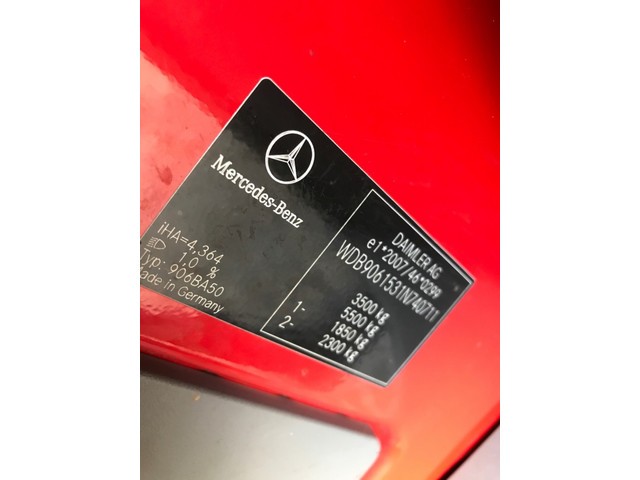 Mercedes-Benz
iHA=4,364
1,0 %
Typ: 906BA50
Made in Germany
DAIMLER AG
e1*2007/46*0299
WDB9061531N740711
3500 kg
5500 kg
1- 1850 kg
2- 2300 kg